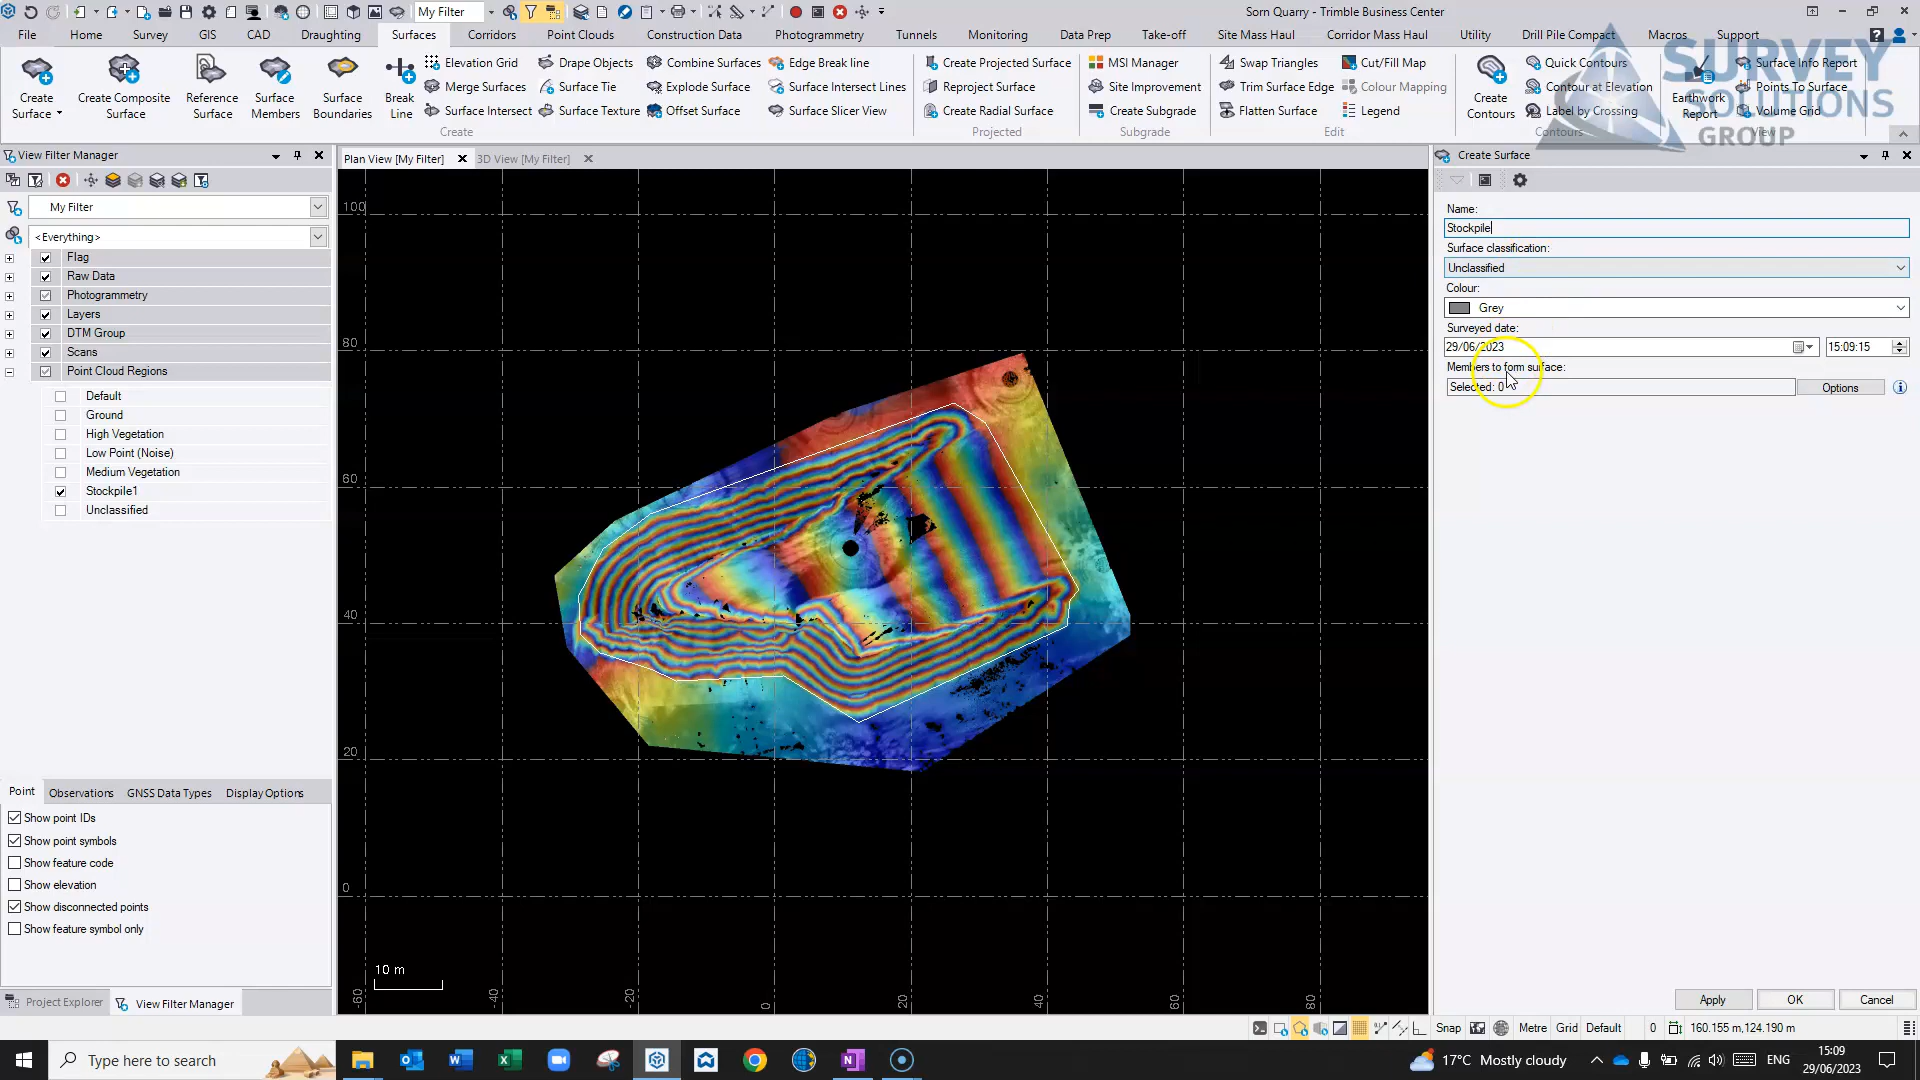 My Filter
Sorn Quarry - Trimble Business Center
File Home Survey GIS CAD Draughting Surfaces Corridors Point Clouds Construction Data Photogrammetry Tunnels Monitoring Data Prep Take-off Site Mass Haul Corridor Mass Haul Utility Drill Pile Compact Macros Support
SURVEY SOLUTIONS GROUP
Create Surface
Create Composite Surface
Reference Surface
Surface Members
Surface Boundaries
Break Line
Elevation Grid Drape Objects Combine Surfaces Edge Break line
Merge Surfaces Surface Tie Explode Surface Surface Intersect Lines
Surface Intersect Surface Texture Offset Surface Surface Slicer View
Create
Create Projected Surface
Reproject Surface
Create Radial Surface
Projected
MSI Manager
Site Improvement
Create Subgrade
Subgrade
Swap Triangles Cut/Fill Map
Trim Surface Edge Colour Mapping
Flatten Surface Legend
Edit
Create Contours
Quick Contours
Contour at Elevation
Label by Crossing
Contours
Earthwork Report
Surface Info Report
Points To Surface
Volume Grid
View
View Filter Manager
My Filter
<Everything>
Flag
Raw Data
Photogrammetry
Layers
DTM Group
Scans
Point Cloud Regions
Default
Ground
High Vegetation
Low Point (Noise)
Medium Vegetation
Stockpile1
Unclassified
Point Observations GNSS Data Types Display Options
Show point IDs
Show point symbols
Show feature code
Show elevation
Show disconnected points
Show feature symbol only
Project Explorer View Filter Manager
Plan View [My Filter] 3D View [My Filter]
100
80
60
40
20
0
10 m
-60 -40 -20 0 20 40 60 80
Create Surface
Name:
Stockpile
Surface classification:
Unclassified
Colour:
Grey
Surveyed date:
29/06/2023 15:09:15
Members to form surface:
Selected: 0 Options
Apply OK Cancel
Snap Metre Grid Default 0 160.155 m,124.190 m
Type here to search
17°C Mostly cloudy
ENG
15:09
29/06/2023